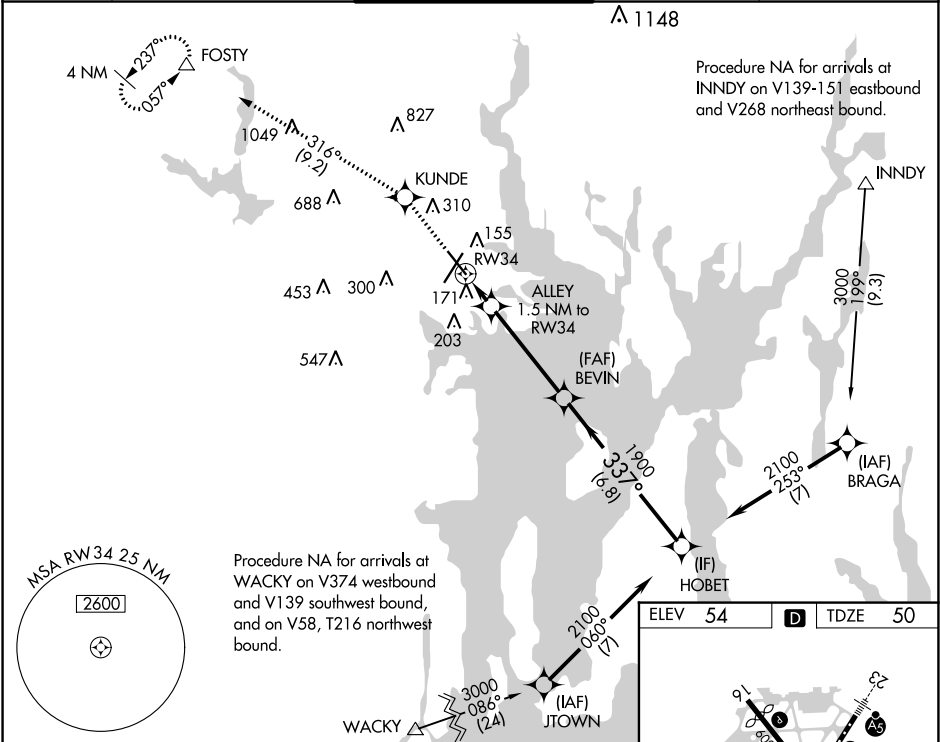 1148
FOSTY
237°
4 NM
057°
Procedure NA for arrivals at
INNDY on V139-151 eastbound
and V268 northeast bound.
1049
316°
(9.2)
827
KUNDE
INNDY
688
310
155
RW34
3000
199°
(9.3)
453
300
171
ALLEY
1.5 NM to
RW34
203
547
(FAF)
BEVIN
1900
337°
(6.8)
2100
253°
(7)
(IAF)
BRAGA
MSA RW34 25 NM
2600
Procedure NA for arrivals at
WACKY on V374 westbound
and V139 southwest bound,
and on V58, T216 northwest
bound.
(IF)
HOBET
2100
060°
(7)
3000
086°
(24)
WACKY
(IAF)
JTOWN
ELEV 54
D
TDZE 50
16
23
P
A5